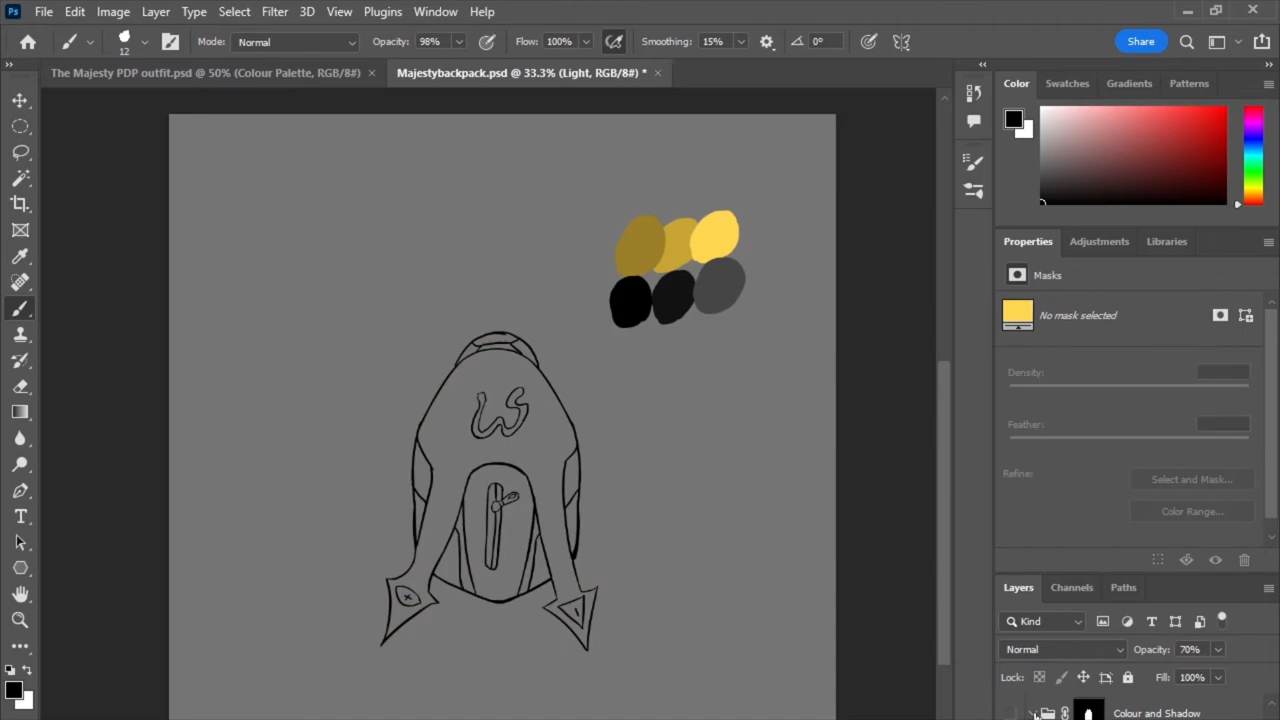 Ps File Edit Image Layer Type Select Filter 3D View Plugins Window Help
12 Mode: Normal Opacity: 98% Flow: 100% Smoothing: 15% 0° Share
The Majesty PDP outfit.psd @ 50% (Colour Palette, RGB/8#) × Majestybackpack.psd @ 33.3% (Light, RGB/8#) * ×
Color Swatches Gradients Patterns
Properties Adjustments Libraries
Masks
No mask selected
Density:
Feather:
Refine:
Select and Mask...
Color Range...
Layers Channels Paths
Kind
Normal Opacity: 70%
Lock: Fill: 100%
Colour and Shadow
WS